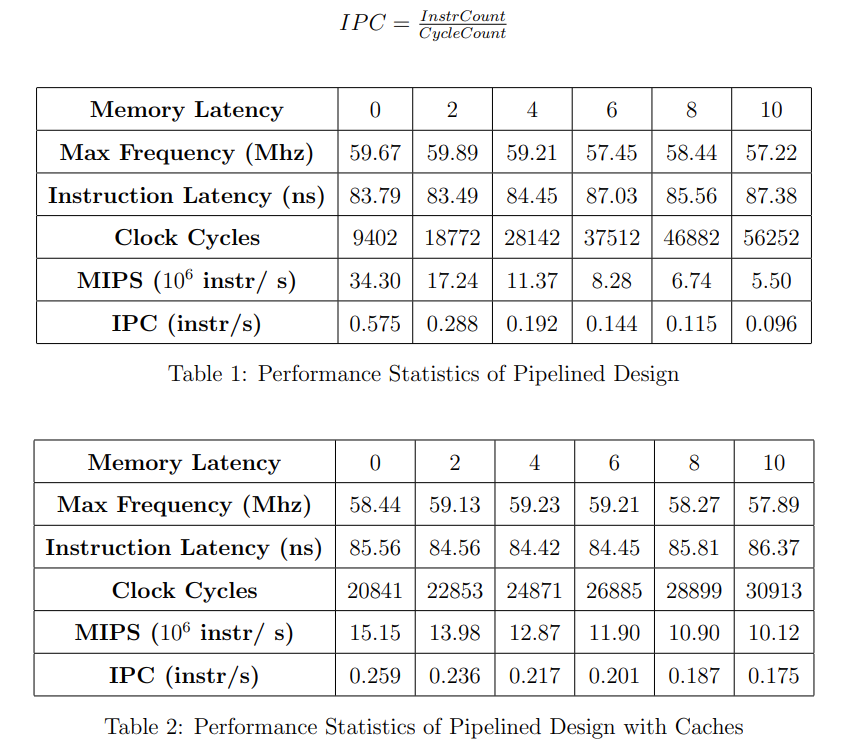 IPC = InstrCount / CycleCount
Memory Latency 0 2 4 6 8 10
Max Frequency (Mhz) 59.67 59.89 59.21 57.45 58.44 57.22
Instruction Latency (ns) 83.79 83.49 84.45 87.03 85.56 87.38
Clock Cycles 9402 18772 28142 37512 46882 56252
MIPS (10⁶ instr/ s) 34.30 17.24 11.37 8.28 6.74 5.50
IPC (instr/s) 0.575 0.288 0.192 0.144 0.115 0.096
Table 1: Performance Statistics of Pipelined Design
Memory Latency 0 2 4 6 8 10
Max Frequency (Mhz) 58.44 59.13 59.23 59.21 58.27 57.89
Instruction Latency (ns) 85.56 84.56 84.42 84.45 85.81 86.37
Clock Cycles 20841 22853 24871 26885 28899 30913
MIPS (10⁶ instr/ s) 15.15 13.98 12.87 11.90 10.90 10.12
IPC (instr/s) 0.259 0.236 0.217 0.201 0.187 0.175
Table 2: Performance Statistics of Pipelined Design with Caches